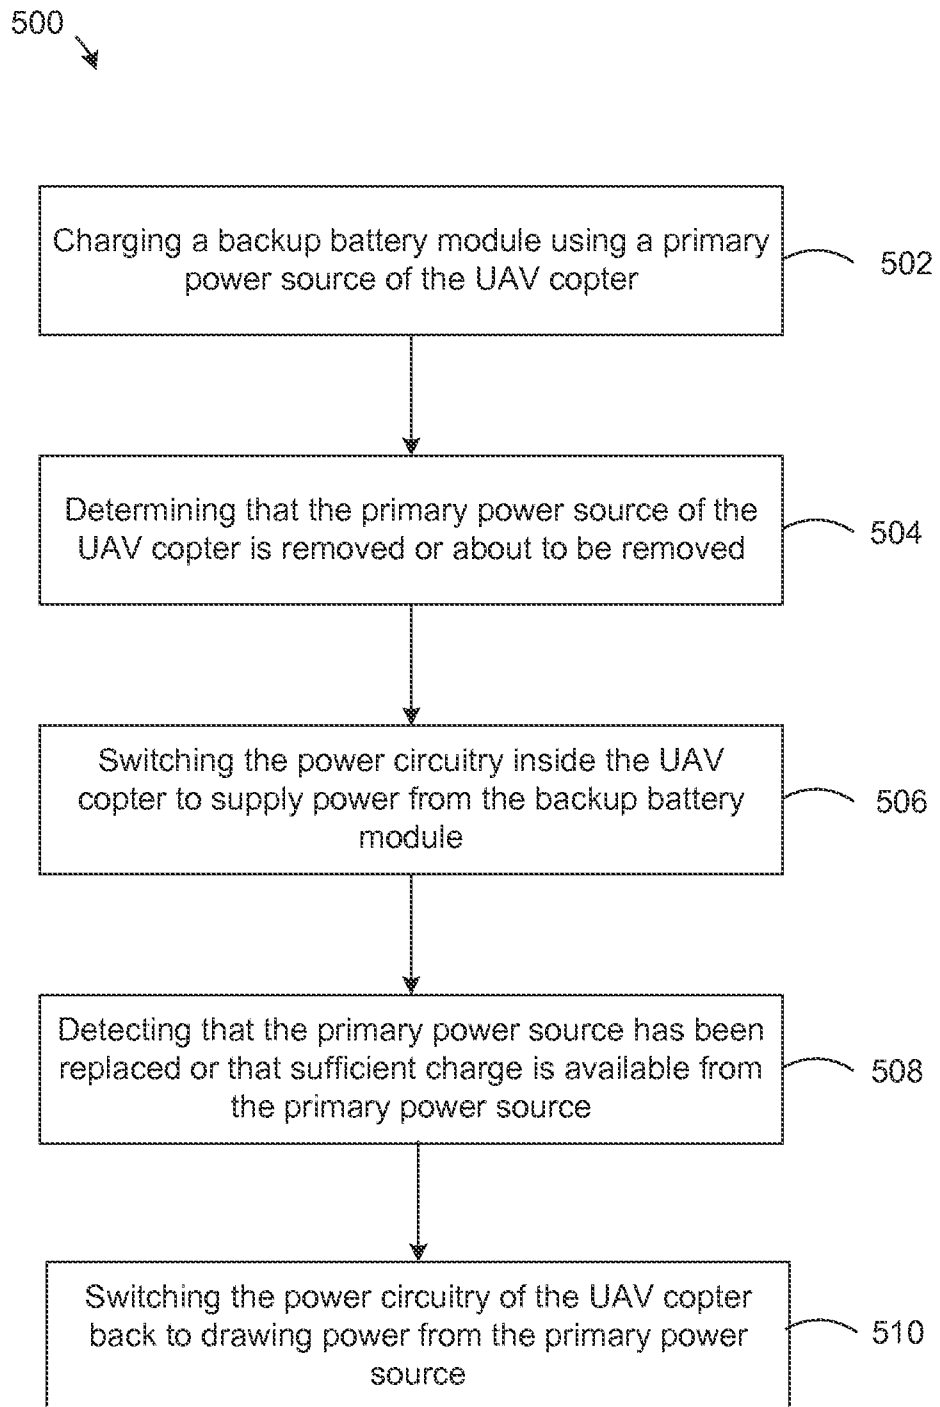 500
Charging a backup battery module using a primary
power source of the UAV copter
502
Determining that the primary power source of the
UAV copter is removed or about to be removed
504
Switching the power circuitry inside the UAV
copter to supply power from the backup battery
module
506
Detecting that the primary power source has been
replaced or that sufficient charge is available from
the primary power source
508
Switching the power circuitry of the UAV copter
back to drawing power from the primary power
source
510